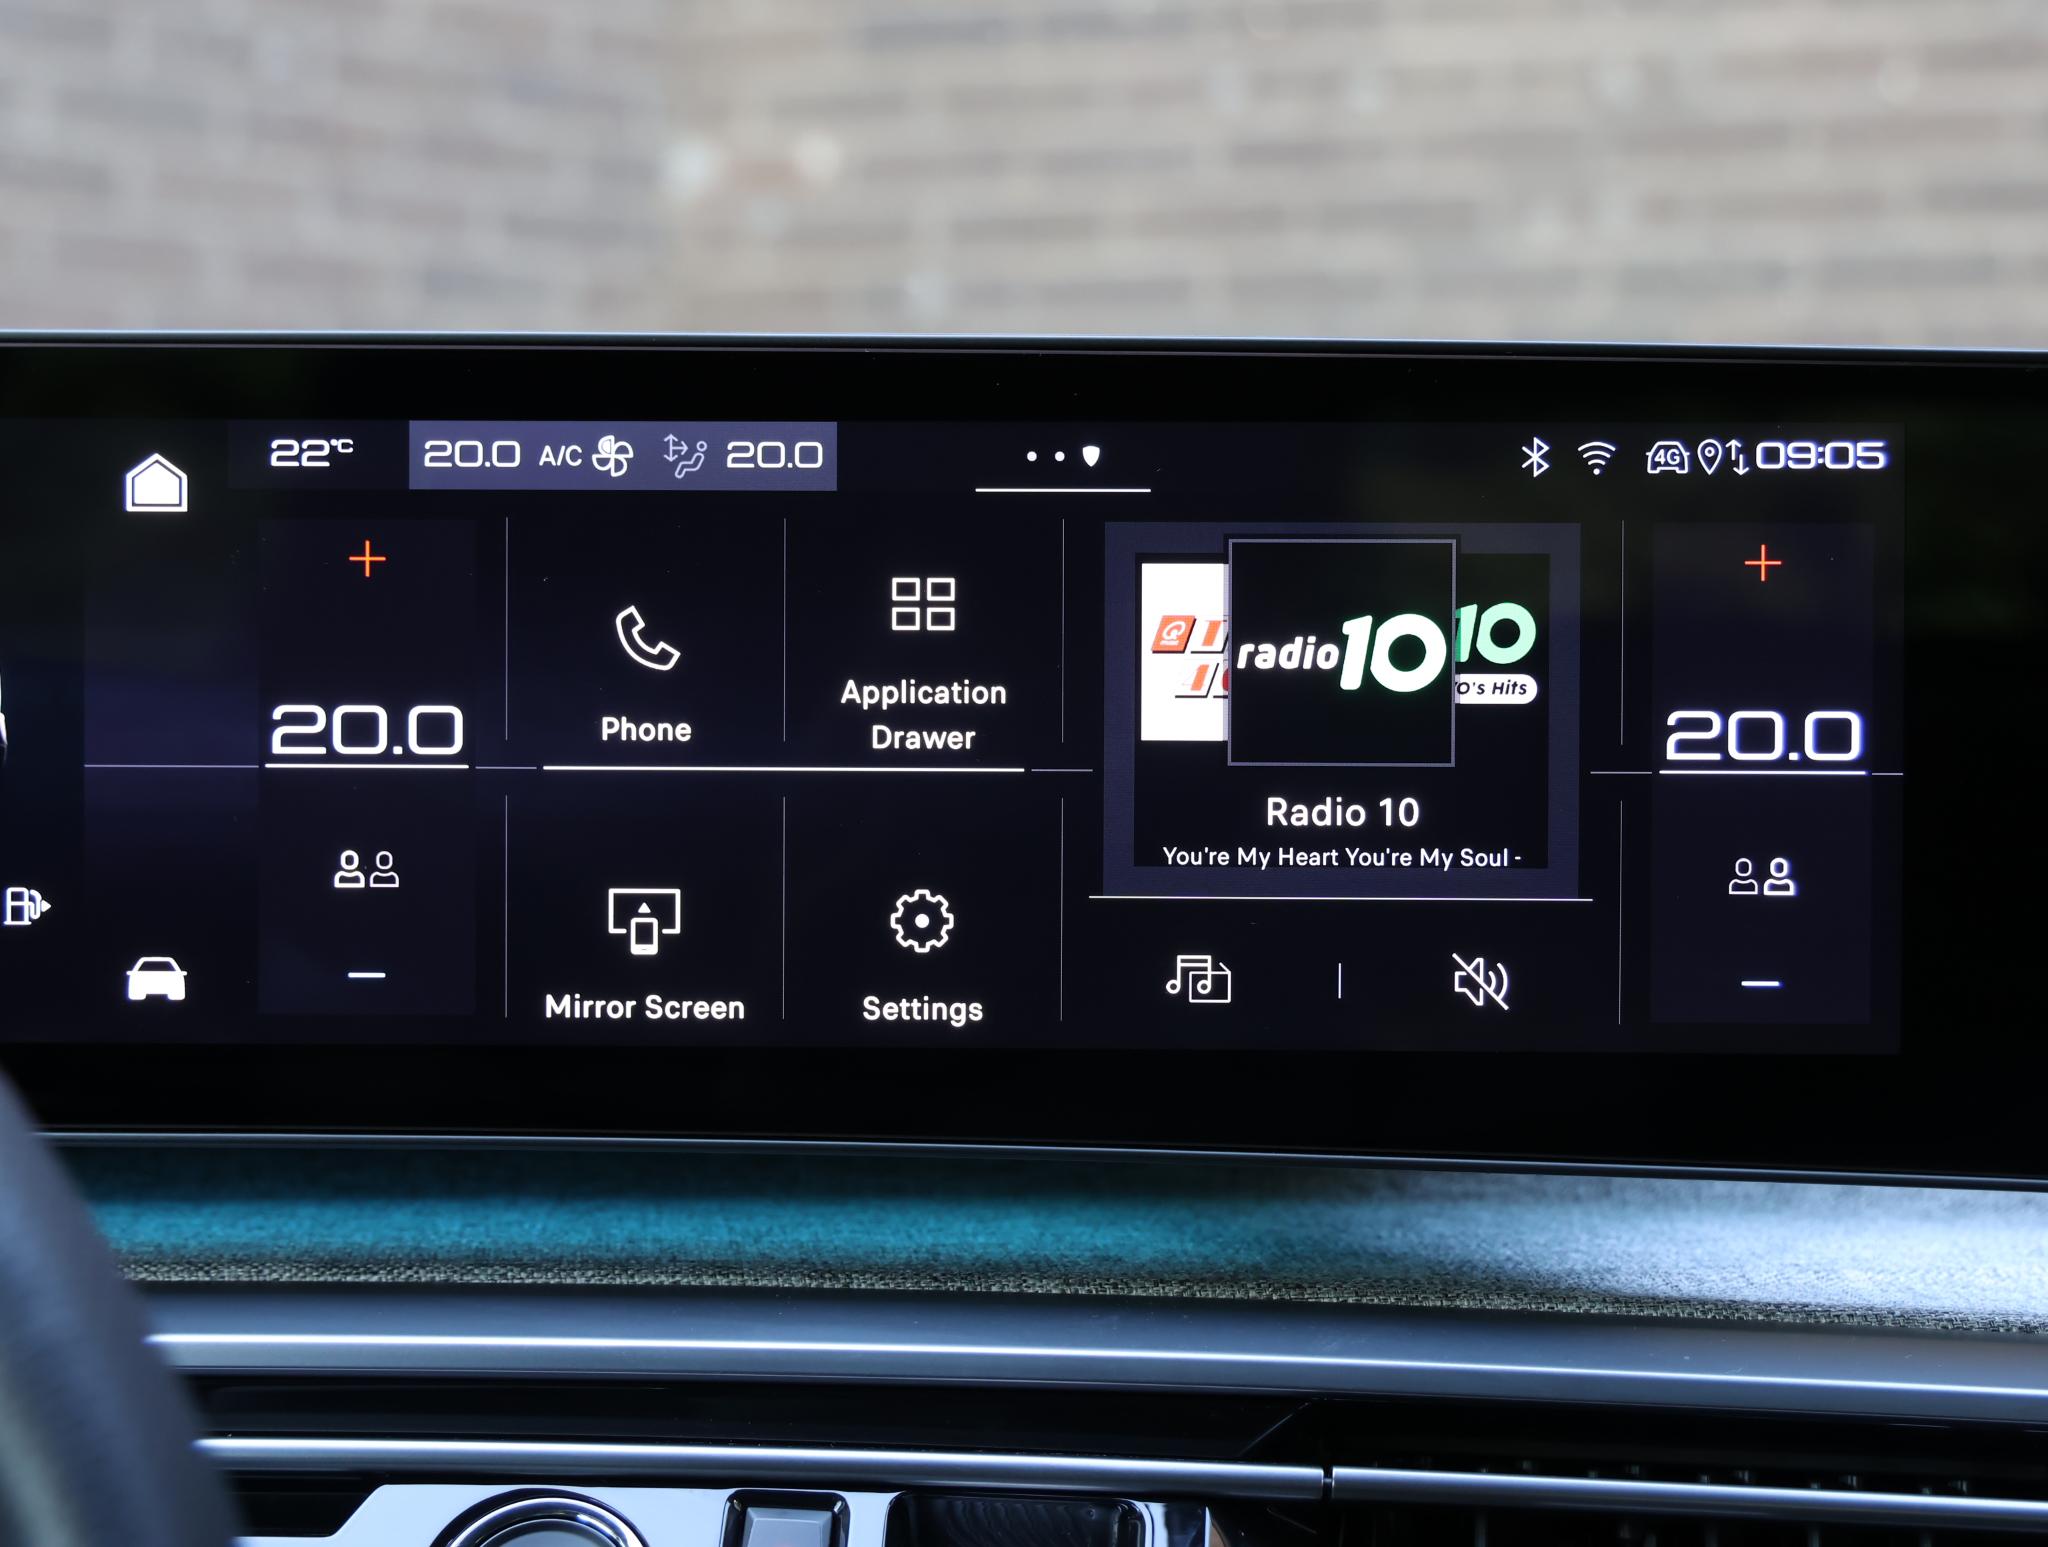 22°C
20.0 A/C 20.0
4G 09:05
20.0
Phone
Application
Drawer
radio10
10
0's Hits
Radio 10
You're My Heart You're My Soul -
20.0
Mirror Screen
Settings